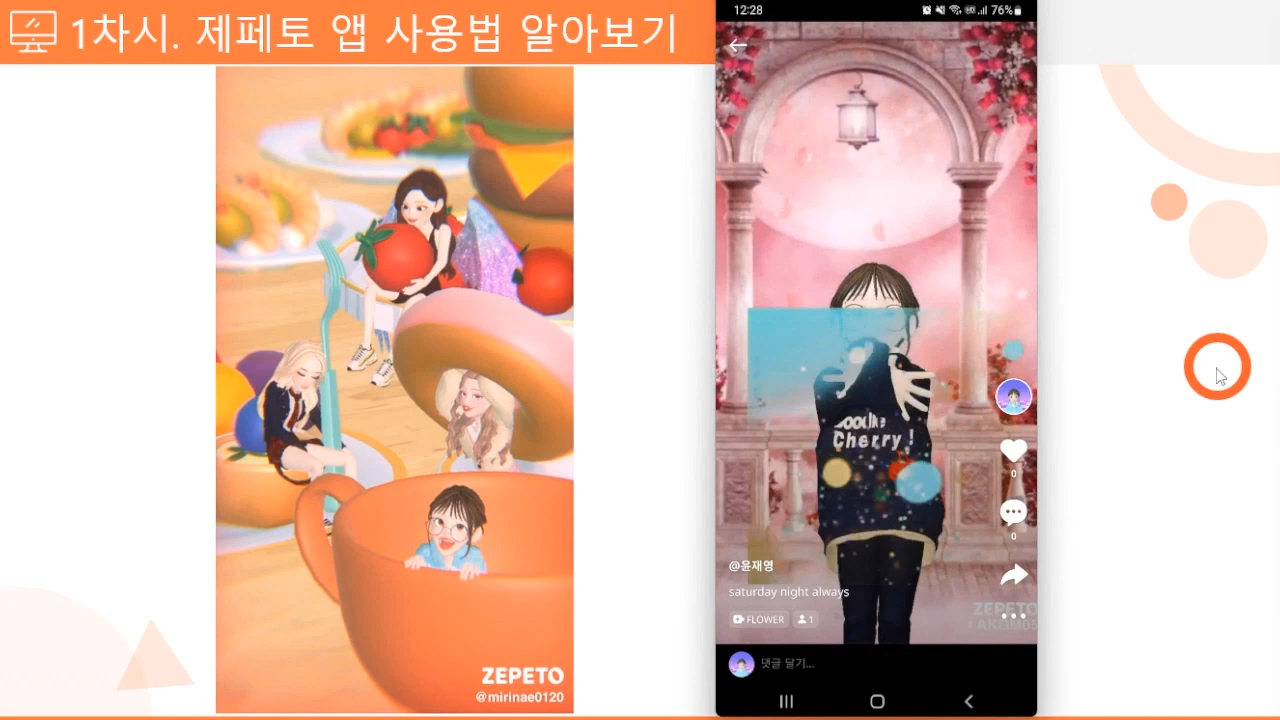 1차시. 제페토 앱 사용법 알아보기
ZEPETO
@mirinae0120
12:28
76%
Cherry !
0
0
@윤재영
saturday night always
FLOWER
1
ZEPETO
댓글 달기...